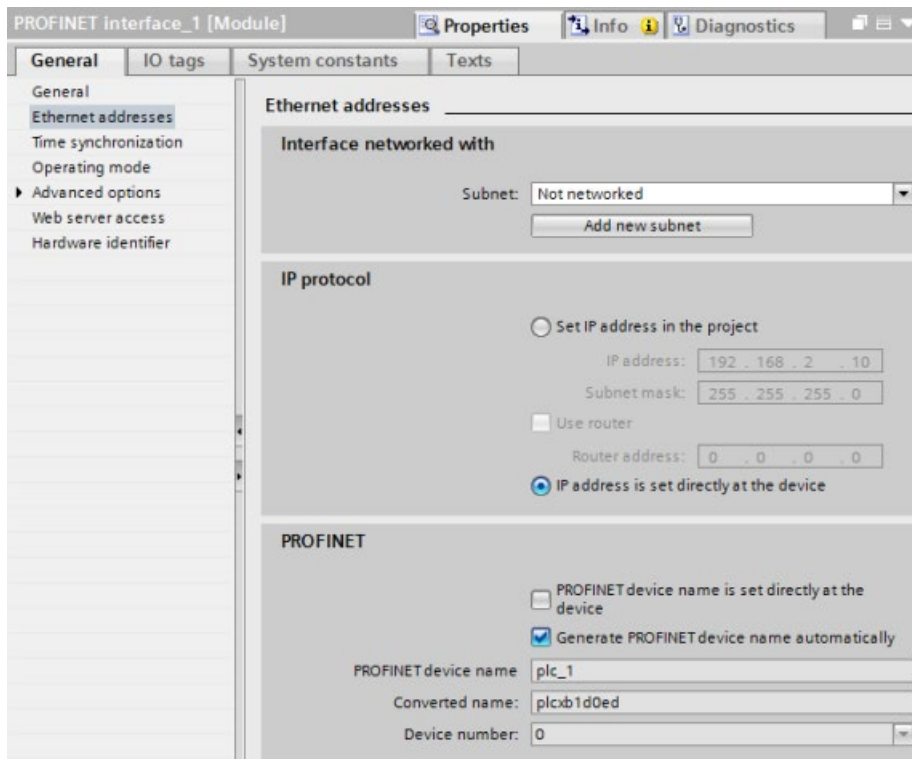 PROFINET interface_1 [Module]
Properties
Info
Diagnostics
General
IO tags
System constants
Texts
General
Ethernet addresses
Time synchronization
Operating mode
Advanced options
Web server access
Hardware identifier
Ethernet addresses
Interface networked with
Subnet: Not networked
Add new subnet
IP protocol
Set IP address in the project
IP address: 192 . 168 . 2 . 10
Subnet mask: 255 . 255 . 255 . 0
Use router
Router address: 0 . 0 . 0 . 0
IP address is set directly at the device
PROFINET
PROFINET device name is set directly at the
device
Generate PROFINET device name automatically
PROFINET device name plc_1
Converted name: plcxb1d0ed
Device number: 0